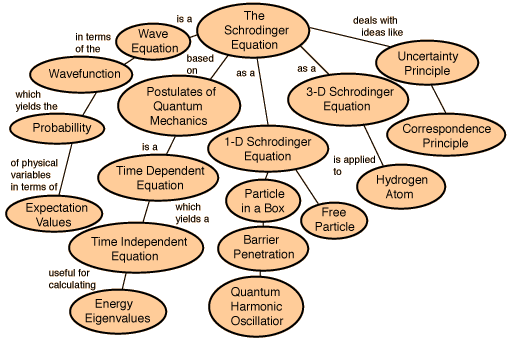 The
Schrodinger
Equation
is a
Wave
Equation
deals with
ideas like
in terms
of the
Wavefunction
based
on
as a
as a
Uncertainty
Principle
which
yields the
Postulates of
Quantum
Mechanics
3-D Schrodinger
Equation
Probabillity
1-D Schrodinger
Equation
Correspondence
Principle
is a
of physical
variables
in terms of
Time Dependent
Equation
is applied
to
Hydrogen
Atom
Particle
in a Box
Expectation
Values
which
yields a
Free
Particle
Time Independent
Equation
Barrier
Penetration
useful for
calculating
Energy
Eigenvalues
Quantum
Harmonic
Oscillatior